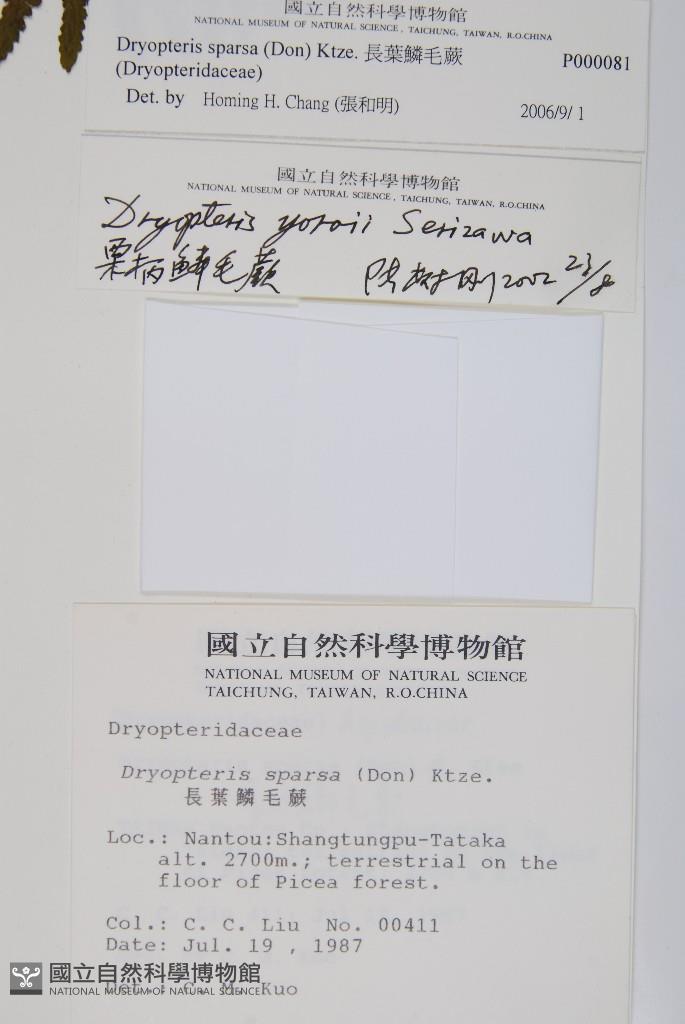 國立自然科學博物館
NATIONAL MUSEUM OF NATURAL SCIENCE, TAICHUNG, TAIWAN, R.O.CHINA
Dryopteris sparsa (Don) Ktze. 長葉鱗毛蕨 P000081
(Dryopteridaceae)
Det. by Homing H. Chang (張和明) 2006/9/ 1
國立自然科學博物館
NATIONAL MUSEUM OF NATURAL SCIENCE, TAICHUNG, TAIWAN, R.O.CHINA
Dryopteris yoroii Serizawa
栗柄鱗毛蕨 2002 23/8
國立自然科學博物館
NATIONAL MUSEUM OF NATURAL SCIENCE
TAICHUNG, TAIWAN, R.O.CHINA
Dryopteridaceae
Dryopteris sparsa (Don) Ktze.
長葉鱗毛蕨
Loc.: Nantou:Shangtungpu-Tataka
alt. 2700m.; terrestrial on the
floor of Picea forest.
Col.: C. C. Liu No. 00411
Date: Jul. 19 , 1987
Det.: C. M. Kuo
國立自然科學博物館
NATIONAL MUSEUM OF NATURAL SCIENCE